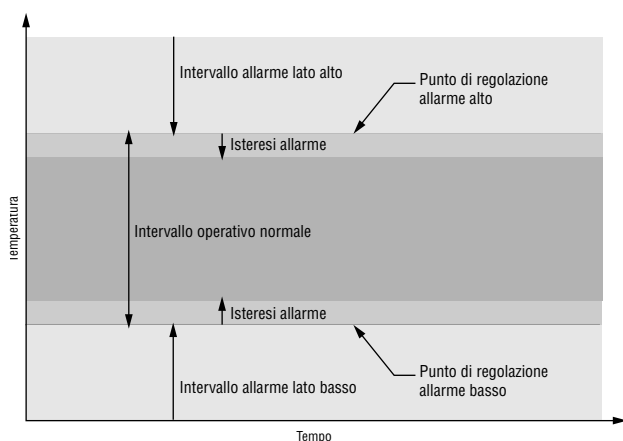 Intervallo allarme lato alto
Punto di regolazione
allarme alto
Isteresi allarme
Temperatura
Intervallo operativo normale
Isteresi allarme
Punto di regolazione
allarme basso
Intervallo allarme lato basso
Tempo